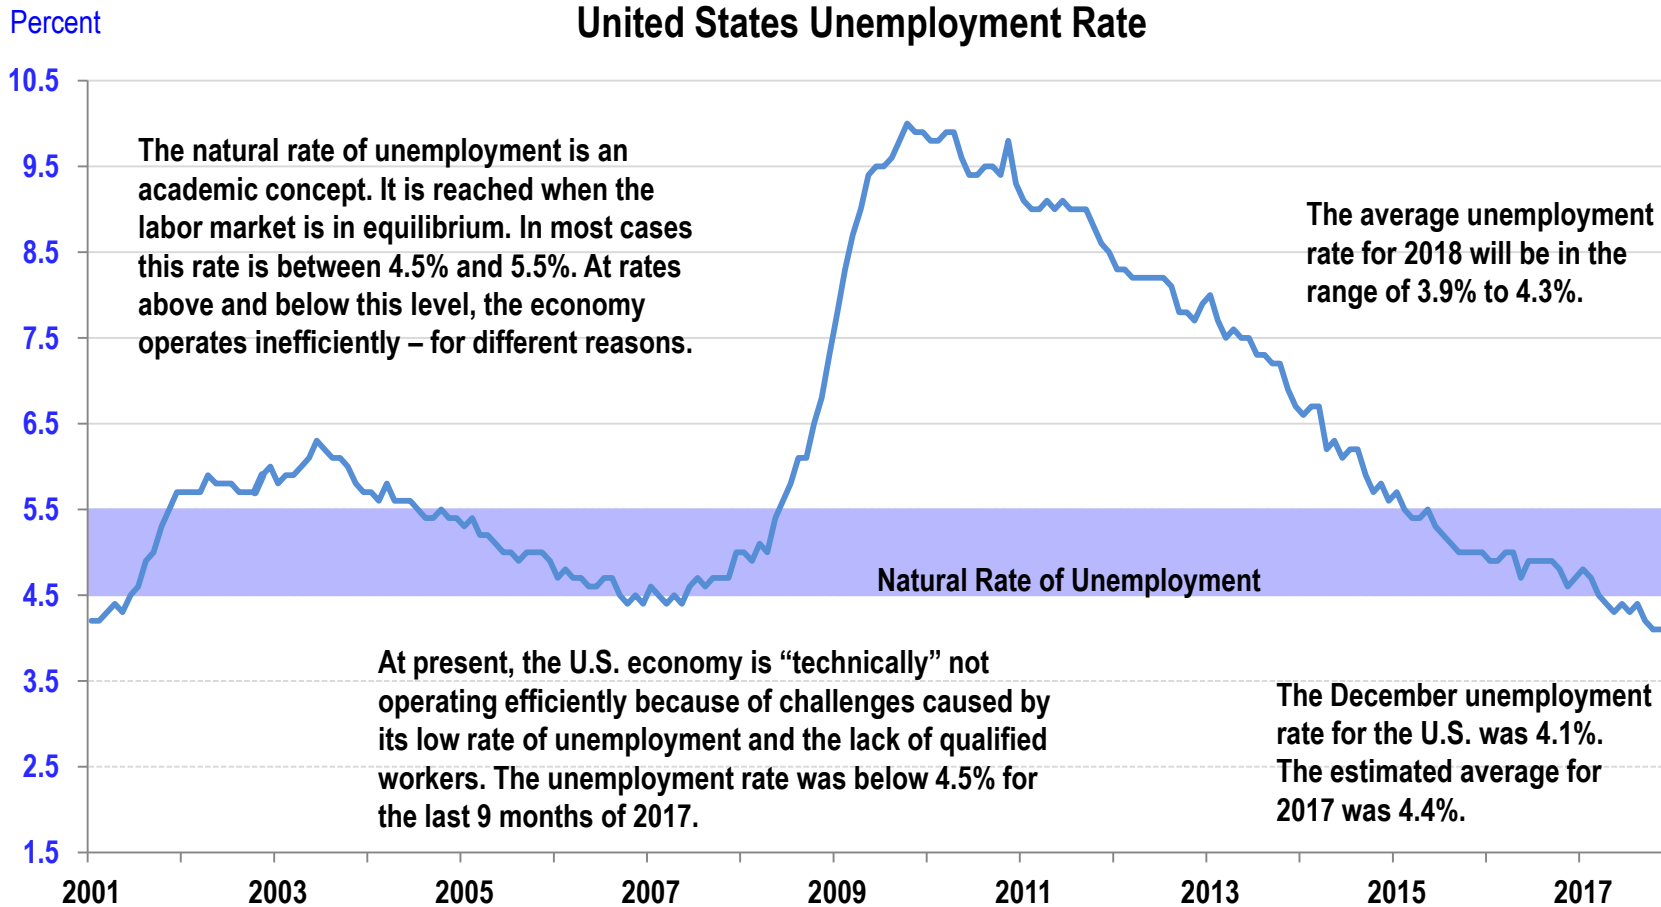 United States Unemployment Rate
Percent
10.5
9.5
8.5
7.5
6.5
5.5
4.5
3.5
2.5
1.5
The natural rate of unemployment is an
academic concept. It is reached when the
labor market is in equilibrium. In most cases
this rate is between 4.5% and 5.5%. At rates
above and below this level, the economy
operates inefficiently – for different reasons.
The average unemployment
rate for 2018 will be in the
range of 3.9% to 4.3%.
Natural Rate of Unemployment
At present, the U.S. economy is “technically” not
operating efficiently because of challenges caused by
its low rate of unemployment and the lack of qualified
workers. The unemployment rate was below 4.5% for
the last 9 months of 2017.
The December unemployment
rate for the U.S. was 4.1%.
The estimated average for
2017 was 4.4%.
2001 2003 2005 2007 2009 2011 2013 2015 2017